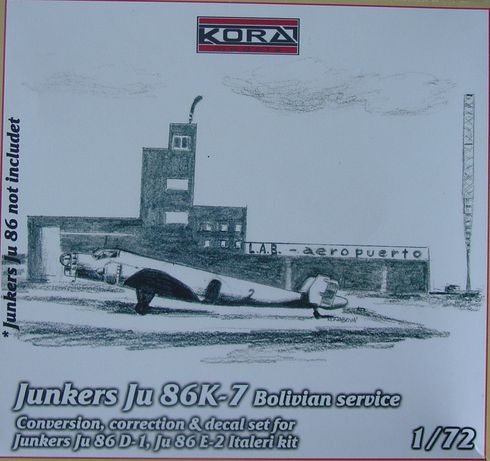 KORA
L.A.B. - aeropuerto
2
* Junkers Ju 86 not includet
Junkers Ju 86K-7 Bolivian service
Conversion, correction & decal set for
Junkers Ju 86 D-1, Ju 86 E-2 Italeri kit
1/72